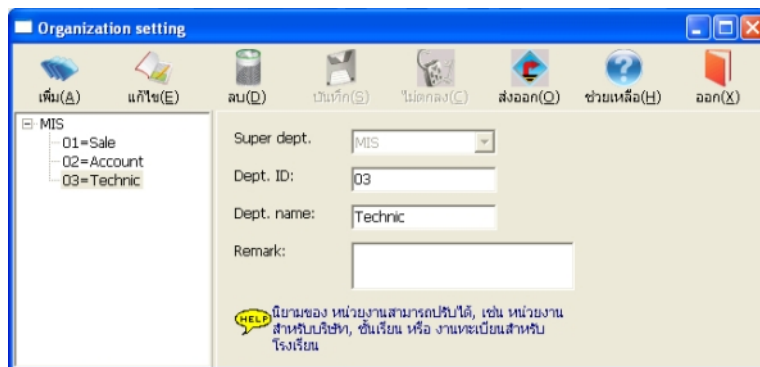 Organization setting
เพิ่ม(A) แก้ไข(E) ลบ(D) บันทึก(S) ไม่ตกลง(C) ส่งออก(O) ช่วยเหลือ(H) ออก(X)
MIS
01=Sale
02=Account
03=Technic
Super dept. MIS
Dept. ID: 03
Dept. name: Technic
Remark:
HELP นิยามของ หน่วยงานสามารถปรับได้, เช่น หน่วยงาน
สำหรับบริษัท, ชั้นเรียน หรือ งานทะเบียนสำหรับ
โรงเรียน